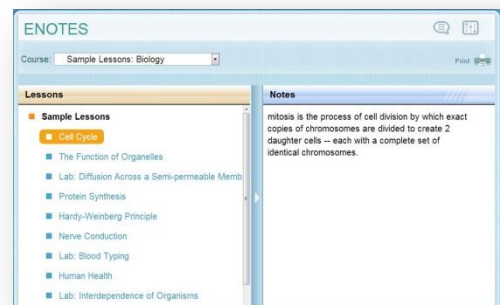 ENOTES
Course: Sample Lessons: Biology
Print
Lessons
Sample Lessons
Cell Cycle
The Function of Organelles
Lab: Diffusion Across a Semi-permeable Memb
Protein Synthesis
Hardy-Weinberg Principle
Nerve Conduction
Lab: Blood Typing
Human Health
Lab: Interdependence of Organisms
Notes
mitosis is the process of cell division by which exact
copies of chromosomes are divided to create 2
daughter cells -- each with a complete set of
identical chromosomes.